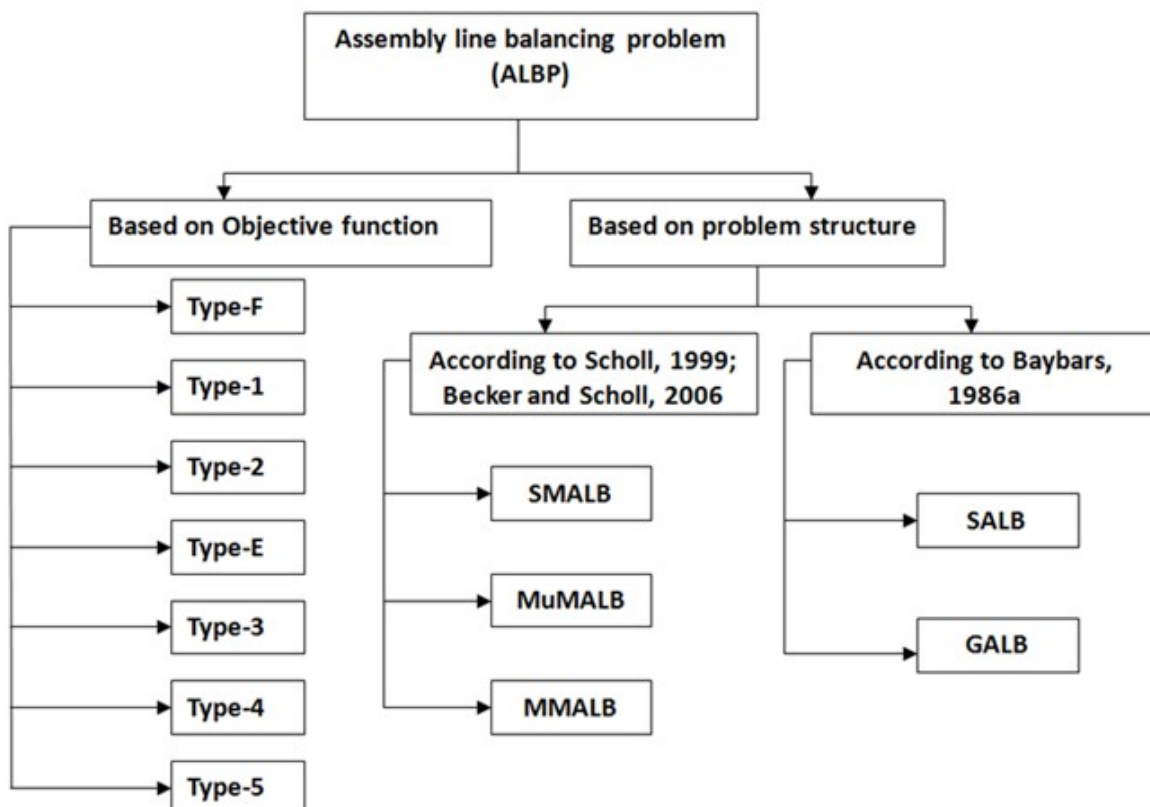 Assembly line balancing problem
(ALBP)
Based on Objective function
Based on problem structure
Type-F
Type-1
Type-2
Type-E
Type-3
Type-4
Type-5
According to Scholl, 1999;
Becker and Scholl, 2006
SMALB
MuMALB
MMALB
According to Baybars,
1986a
SALB
GALB